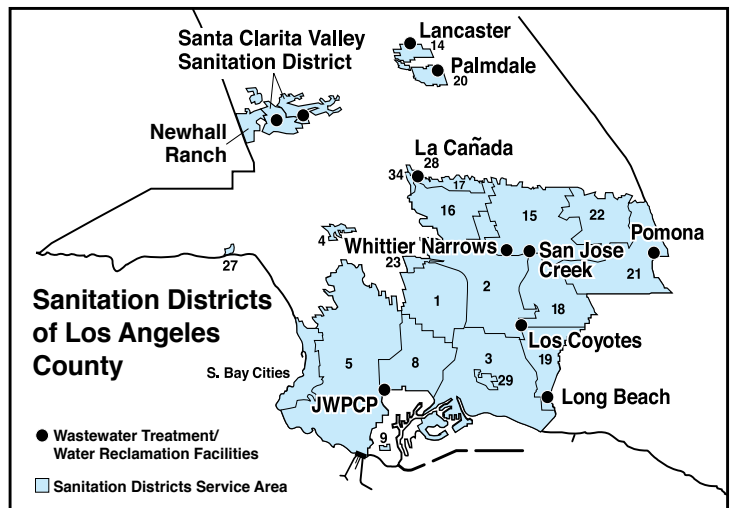 Santa Clarita Valley
Sanitation District
Lancaster
14
Palmdale
20
Newhall
Ranch
La Cañada
28
34
17
16
15
22
Pomona
4
Whittier Narrows
San Jose
Creek
23
21
27
1
2
18
Sanitation Districts
of Los Angeles
County
Los Coyotes
5
8
3
19
S. Bay Cities
29
JWPCP
Long Beach
9
Wastewater Treatment/
Water Reclamation Facilities
Sanitation Districts Service Area